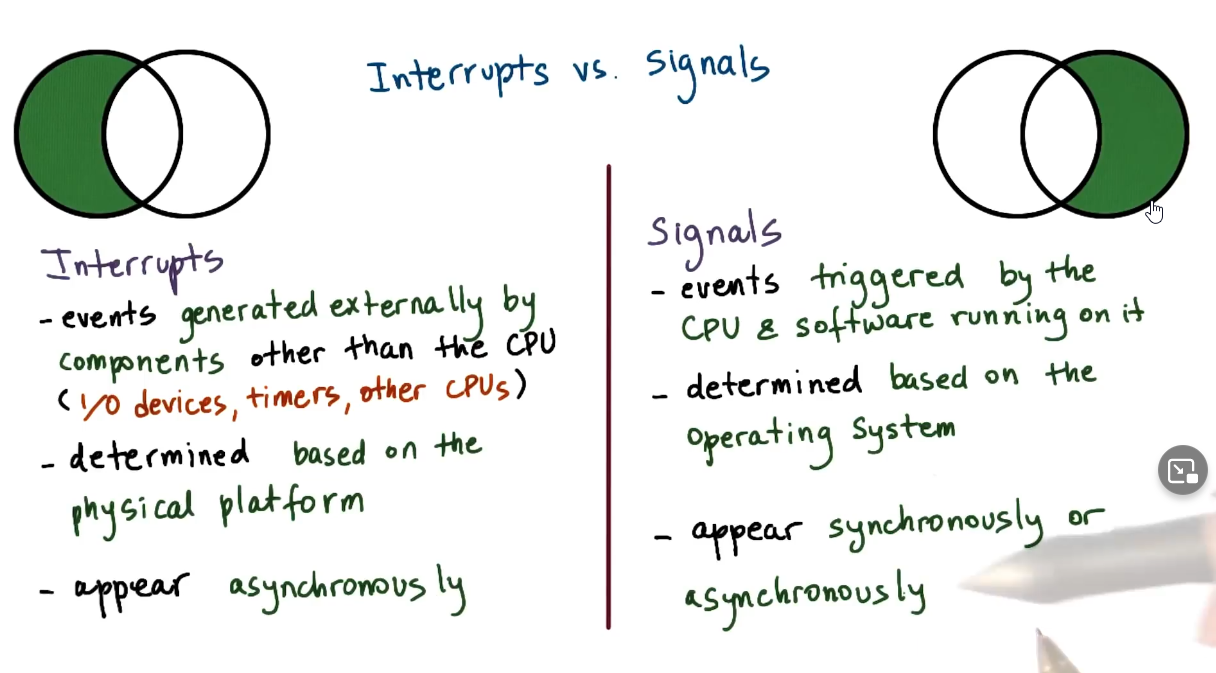 Interrupts vs. Signals
Interrupts
- events generated externally by
components other than the CPU
(I/O devices, timers, other CPUs)
- determined based on the
physical platform
- appear asynchronously
Signals
- events triggered by the
CPU & software running on it
- determined based on the
Operating System
- appear synchronously or
asynchronously